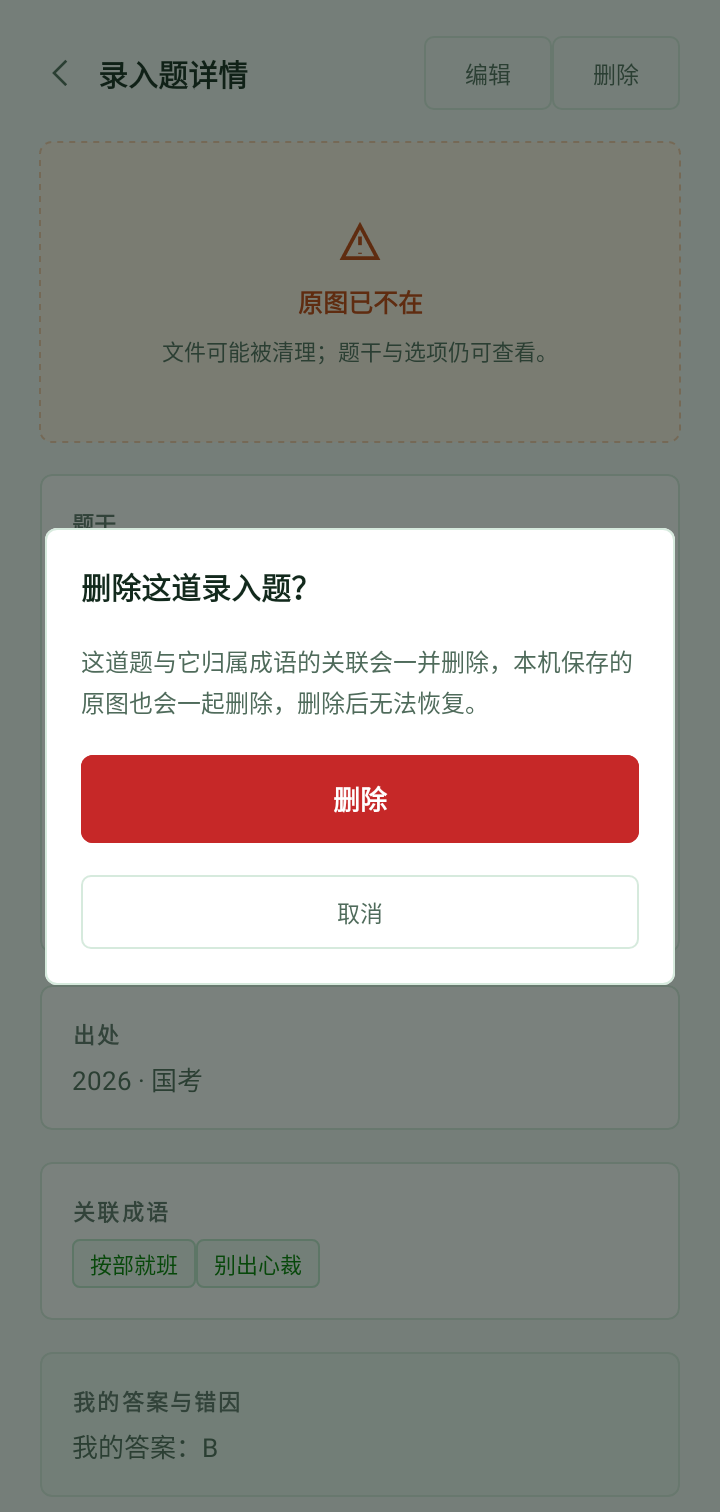 录入题详情
编辑
删除
原图已不在
文件可能被清理；题干与选项仍可查看。
题干
删除这道录入题？
这道题与它归属成语的关联会一并删除，本机保存的
原图也会一起删除，删除后无法恢复。
删除
取消
出处
2026 · 国考
关联成语
按部就班
别出心裁
我的答案与错因
我的答案：B